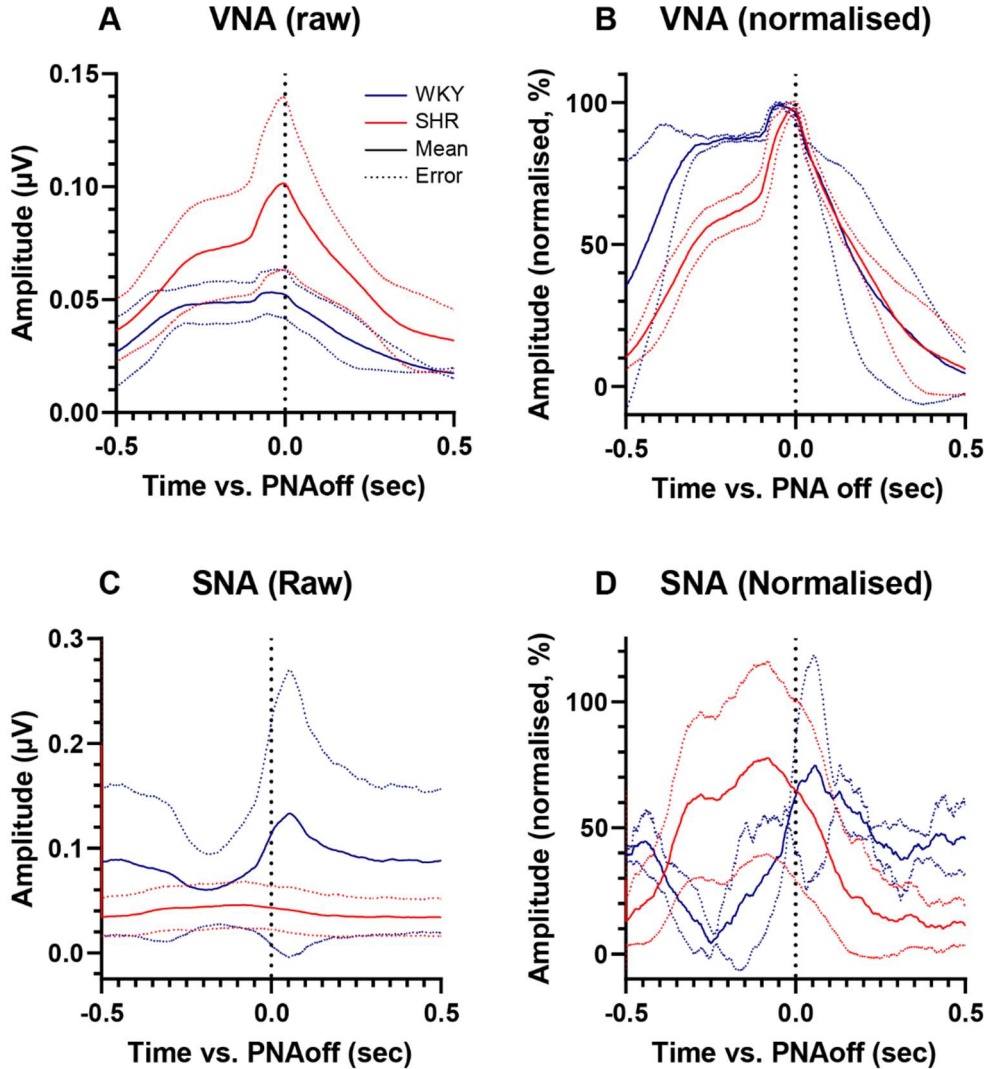 A VNA (raw)
Amplitude (µV)
0.15
0.10
0.05
0.00
WKY
SHR
Mean
Error
-0.5 0.0 0.5
Time vs. PNAoff (sec)
B VNA (normalised)
Amplitude (normalised, %)
100
50
0
-0.5 0.0 0.5
Time vs. PNA off (sec)
C SNA (Raw)
Amplitude (µV)
0.3
0.2
0.1
0.0
-0.5 0.0 0.5
Time vs. PNAoff (sec)
D SNA (Normalised)
Amplitude (normalised, %)
100
50
0
-0.5 0.0 0.5
Time vs. PNAoff (sec)